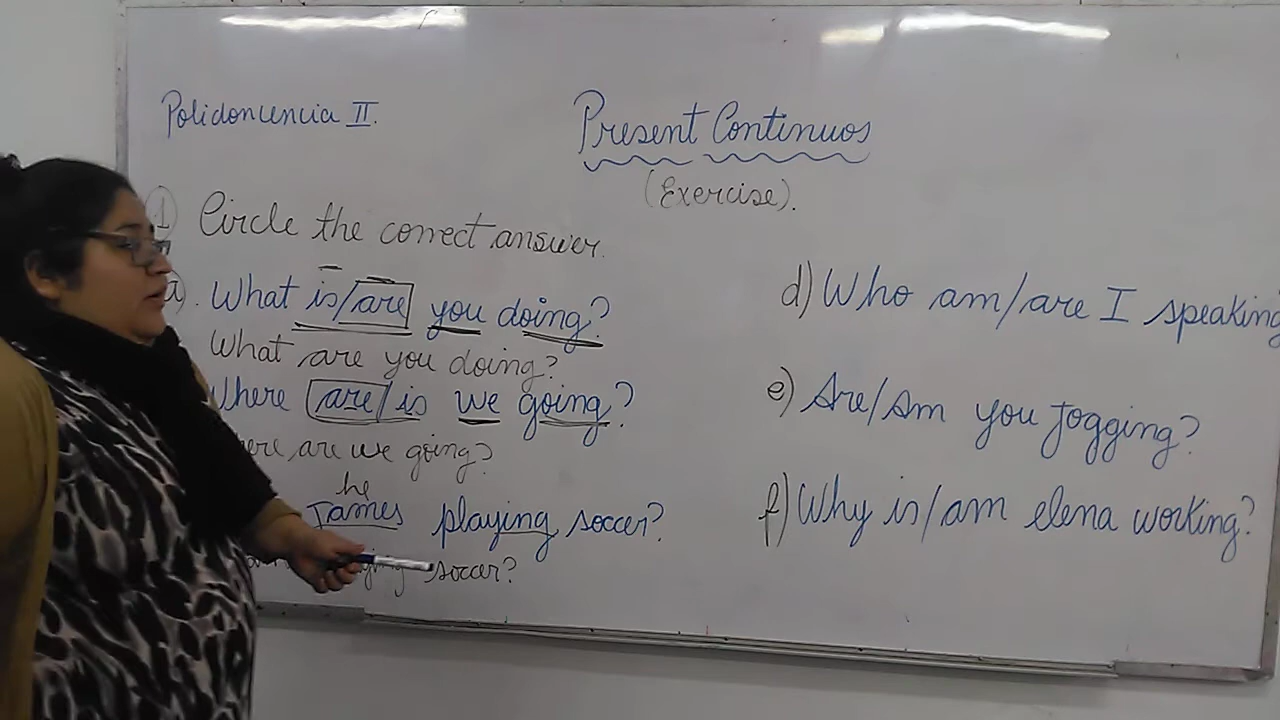 Polidocencia II.
Present Continuos
(Exercise).
1) Circle the correct answer.
a). What is/are you doing?
What are you doing?
Where are/is we going?
are we going?
he
James playing soccer?
soccer?
d) Who am/are I speaking
e) Are/Am you jogging?
f) Why is/am elena working?